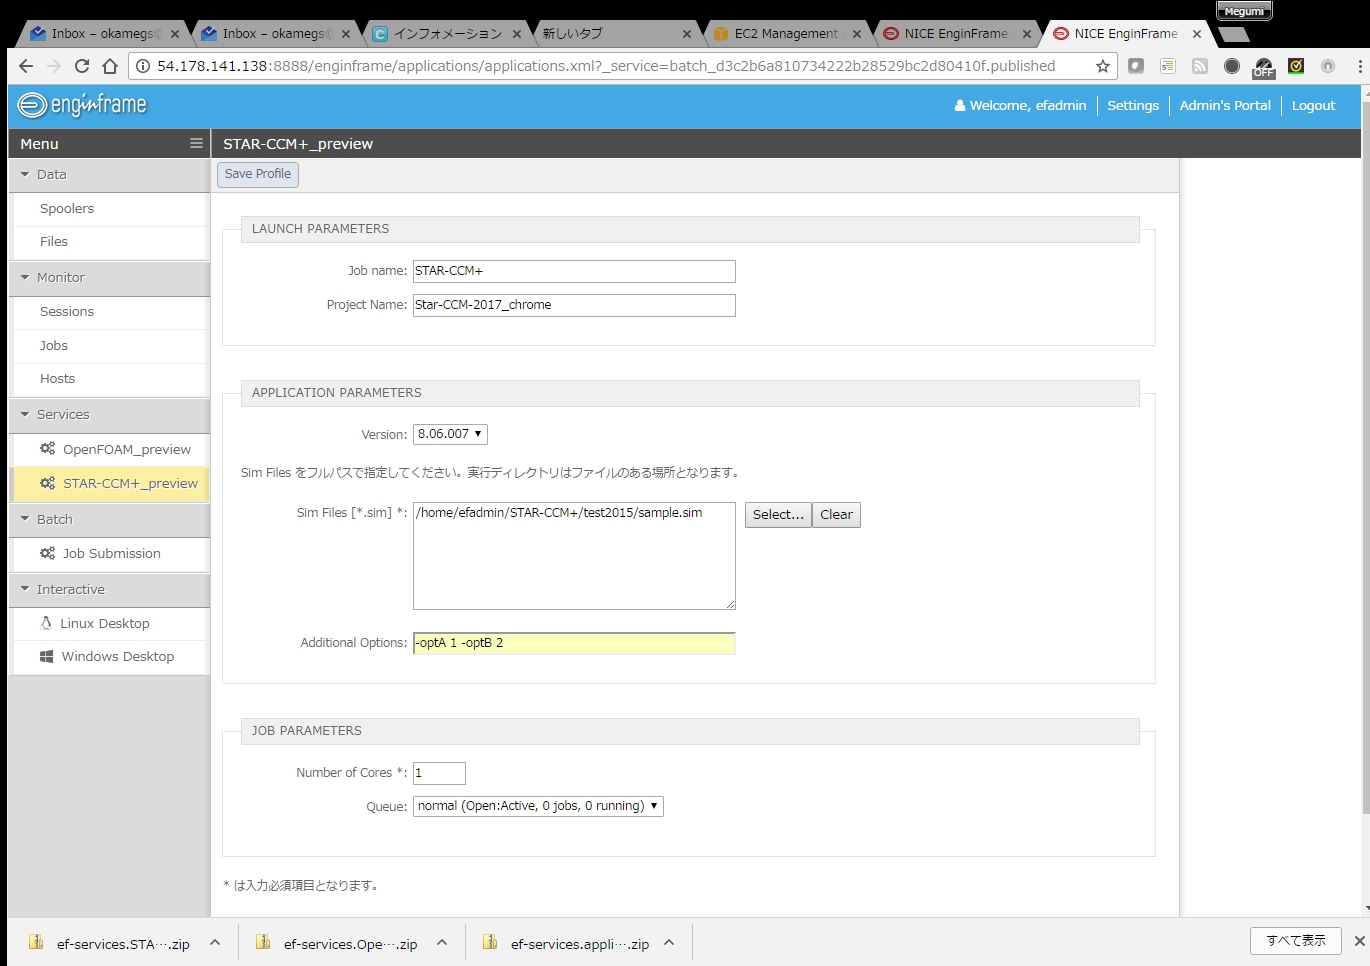 Megumi
Inbox – okamegs@
Inbox – okamegs@
インフォメーション
新しいタブ
EC2 Management
NICE EnginFrame
NICE EnginFrame
54.178.141.138:8888/enginframe/applications/applications.xml?_service=batch_d3c2b6a810734222b28529bc2d80410f.published
OFF
enginframe
Welcome, efadmin
Settings
Admin's Portal
Logout
Menu
STAR-CCM+_preview
Data
Spoolers
Files
Monitor
Sessions
Jobs
Hosts
Services
OpenFOAM_preview
STAR-CCM+_preview
Batch
Job Submission
Interactive
Linux Desktop
Windows Desktop
Save Profile
LAUNCH PARAMETERS
Job name: STAR-CCM+
Project Name: Star-CCM-2017_chrome
APPLICATION PARAMETERS
Version: 8.06.007
Sim Files をフルパスで指定してください。実行ディレクトリはファイルのある場所となります。
Sim Files [*.sim] *: /home/efadmin/STAR-CCM+/test2015/sample.sim Select... Clear
Additional Options: -optA 1 -optB 2
JOB PARAMETERS
Number of Cores *: 1
Queue: normal (Open:Active, 0 jobs, 0 running)
* は入力必須項目となります。
ef-services.STA···.zip
ef-services.Ope···.zip
ef-services.appli···.zip
すべて表示